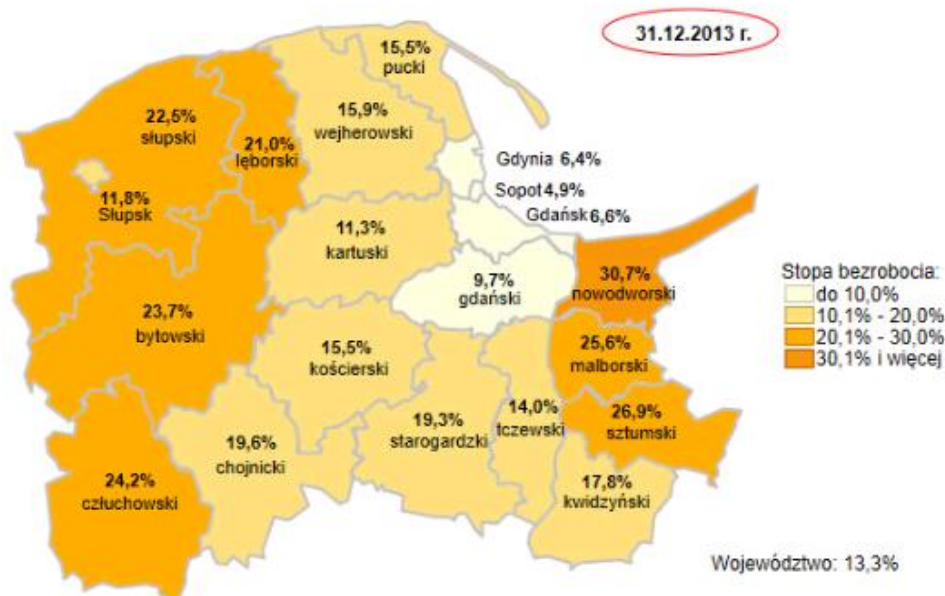 31.12.2013 r.
15,5%
pucki
22,5%
słupski
15,9%
wejherowski
21,0%
lęborski
Gdynia 6,4%
Sopot 4,9%
Gdańsk 6,6%
11,8%
Słupsk
11,3%
kartuski
9,7%
gdański
30,7%
nowodworski
Stopa bezrobocia:
do 10,0%
10,1% - 20,0%
20,1% - 30,0%
30,1% i więcej
23,7%
bytowski
15,5%
kościerski
25,6%
malborski
19,6%
chojnicki
19,3%
starogardzki
14,0%
tczewski
26,9%
sztumski
24,2%
człuchowski
17,8%
kwidzyński
Województwo: 13,3%